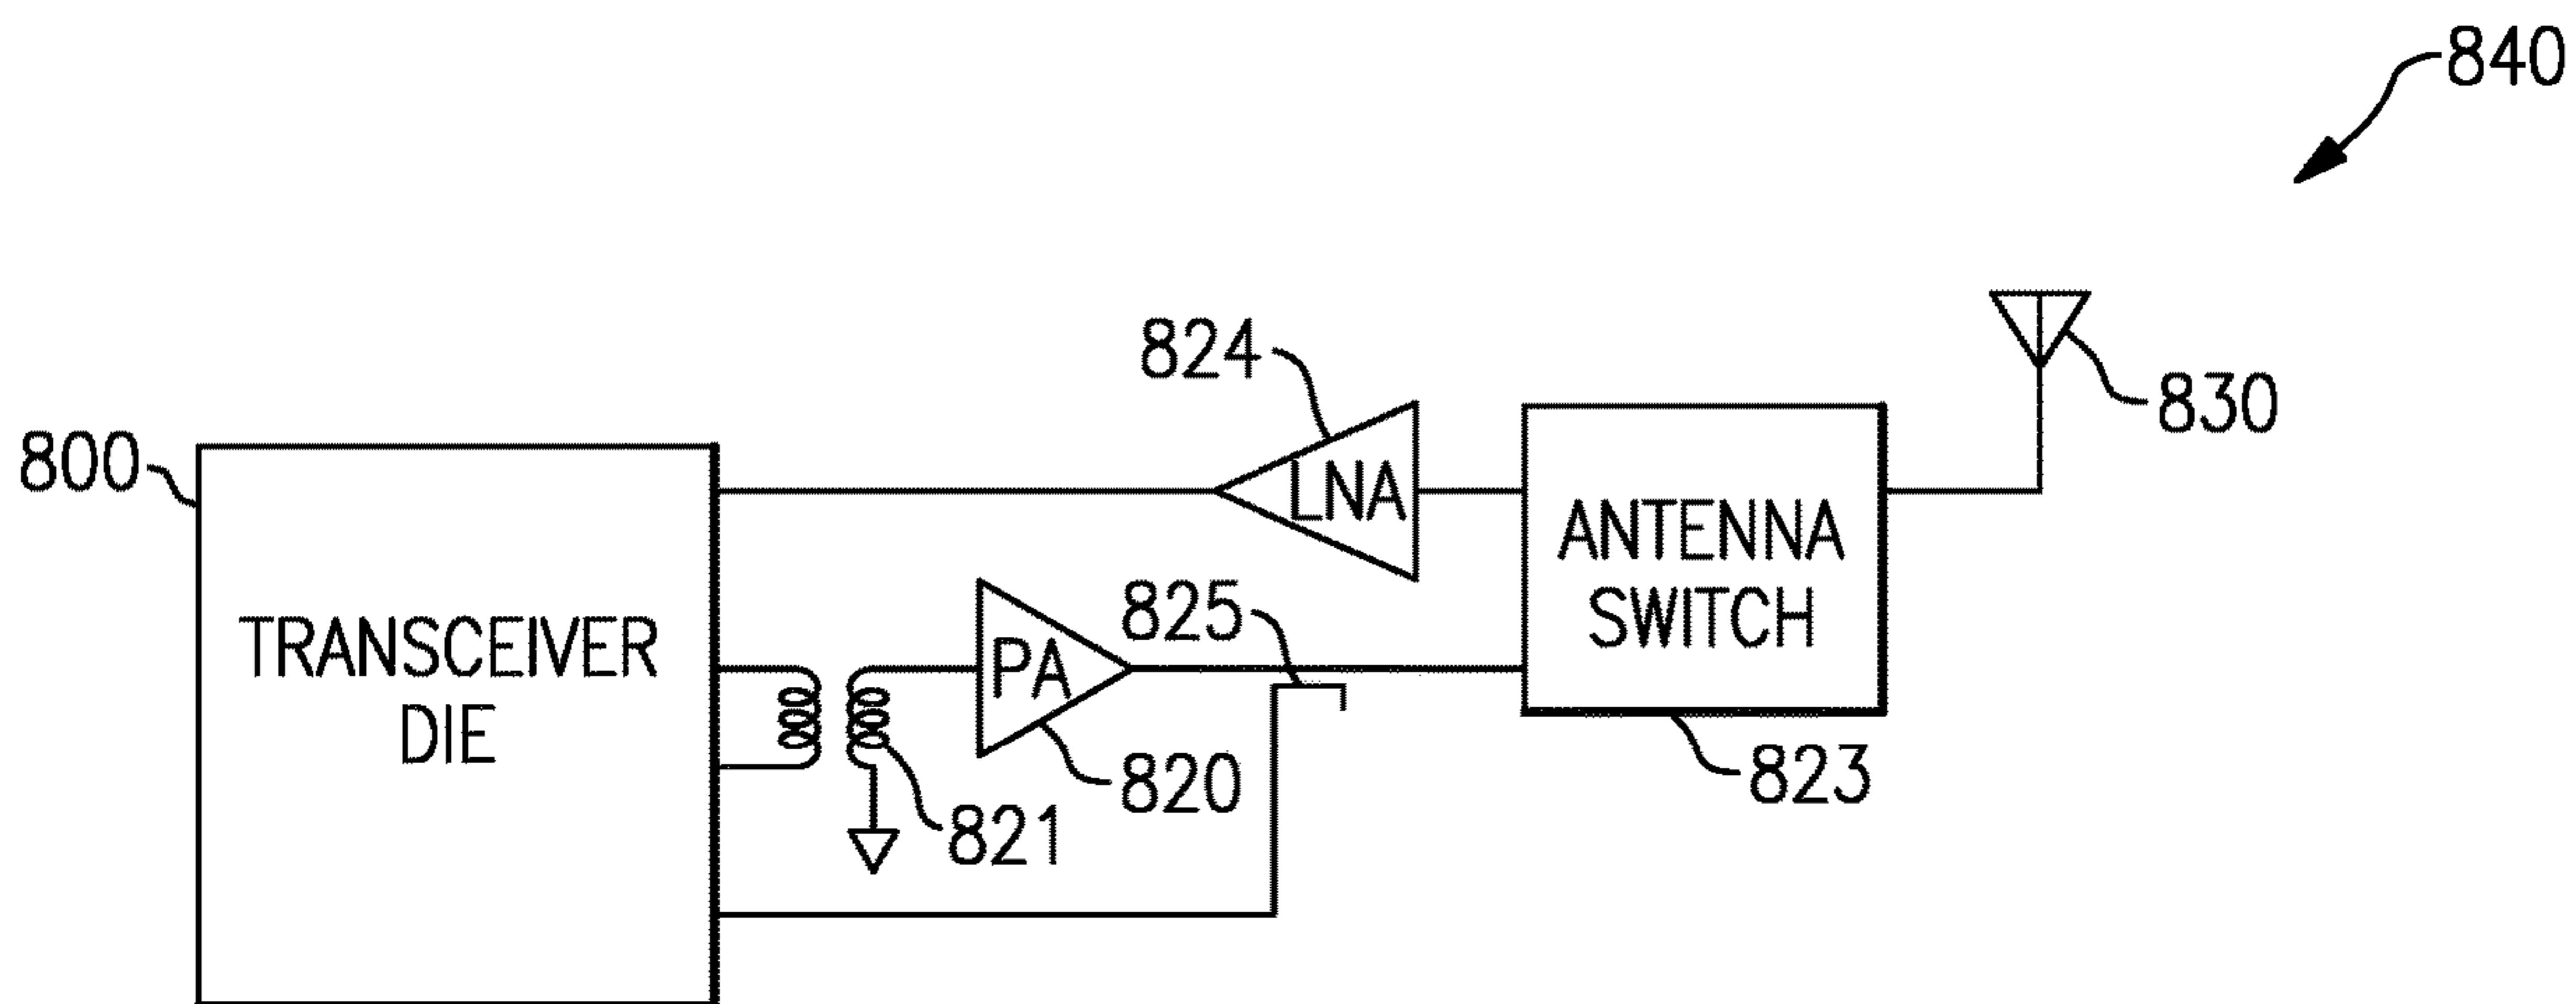 840
824
830
800
LNA
ANTENNA
SWITCH
825
TRANSCEIVER
DIE
PA
820
823
821